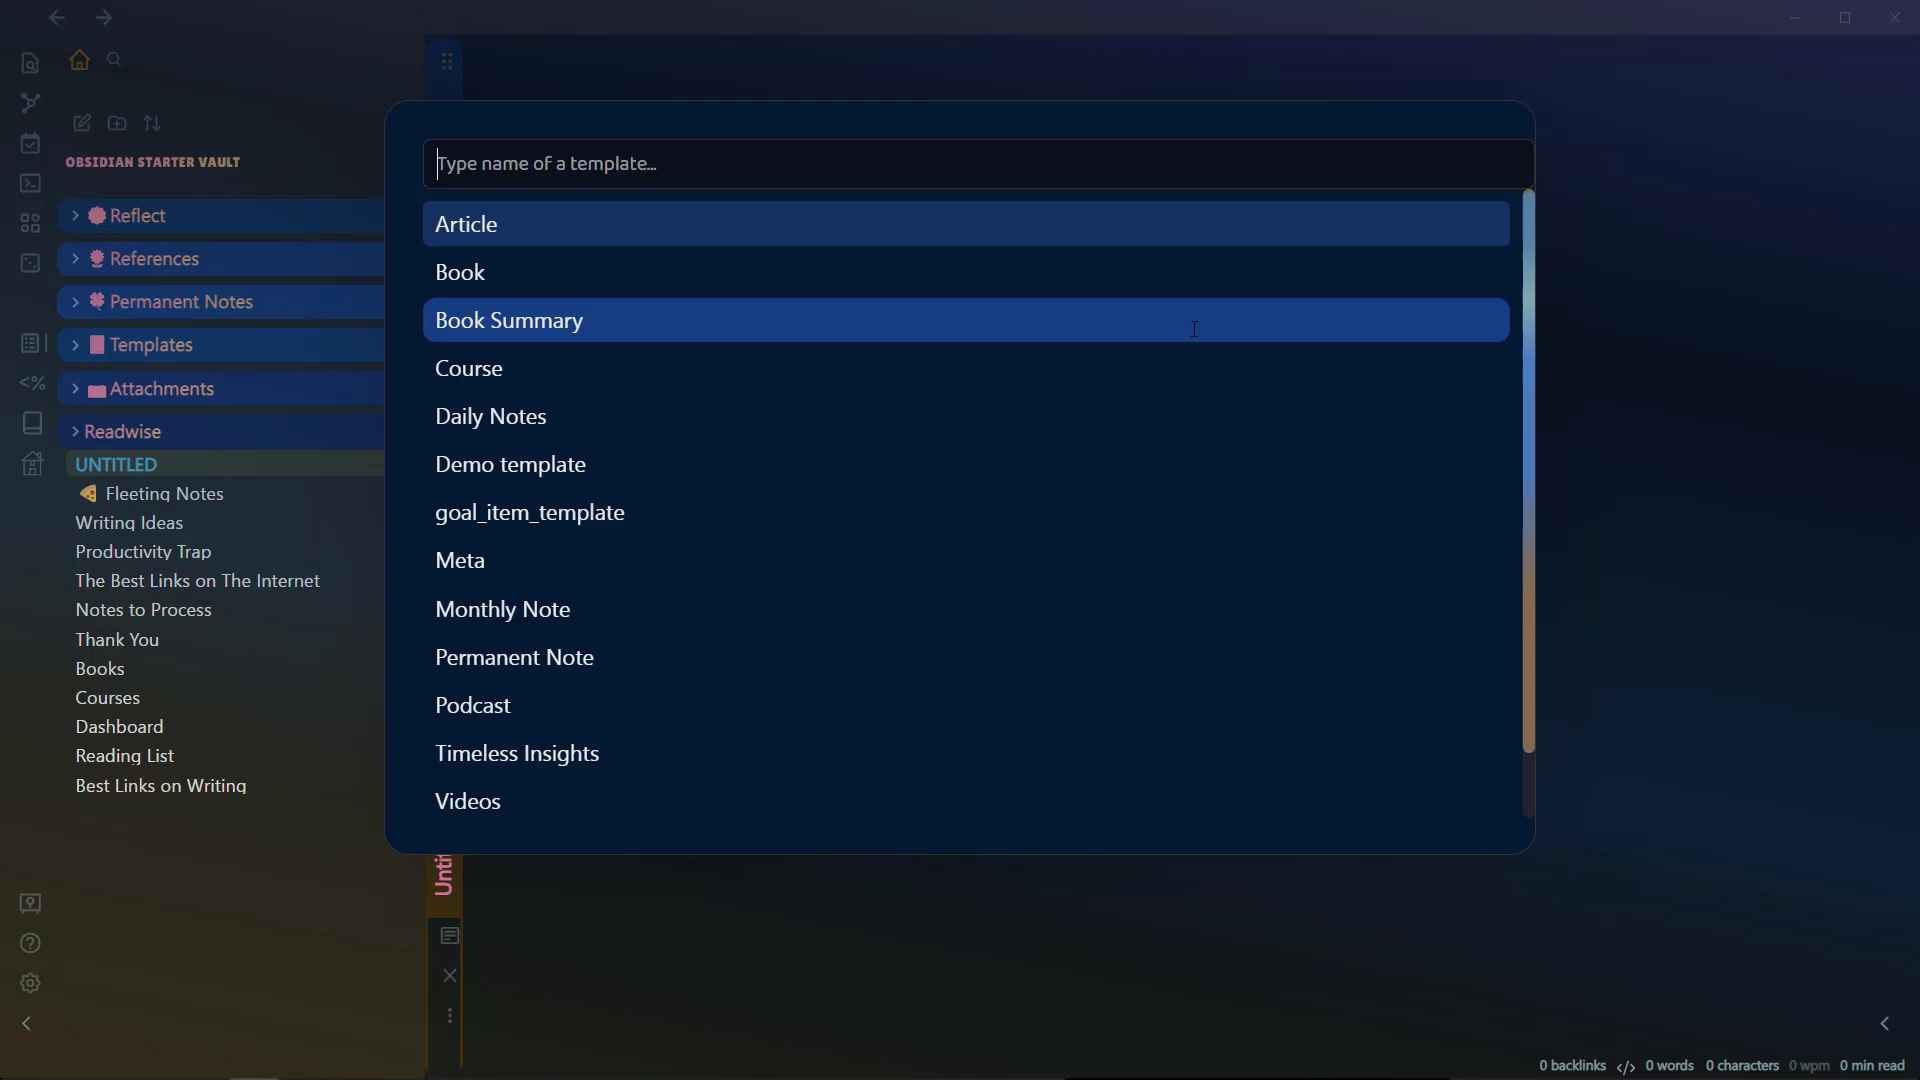 OBSIDIAN STARTER VAULT
Reflect
References
Permanent Notes
Templates
Attachments
Readwise
UNTITLED
Fleeting Notes
Writing Ideas
Productivity Trap
The Best Links on The Internet
Notes to Process
Thank You
Books
Courses
Dashboard
Reading List
Best Links on Writing
Type name of a template...
Article
Book
Book Summary
Course
Daily Notes
Demo template
goal_item_template
Meta
Monthly Note
Permanent Note
Podcast
Timeless Insights
Videos
0 backlinks </> 0 words 0 characters 0 wpm 0 min read